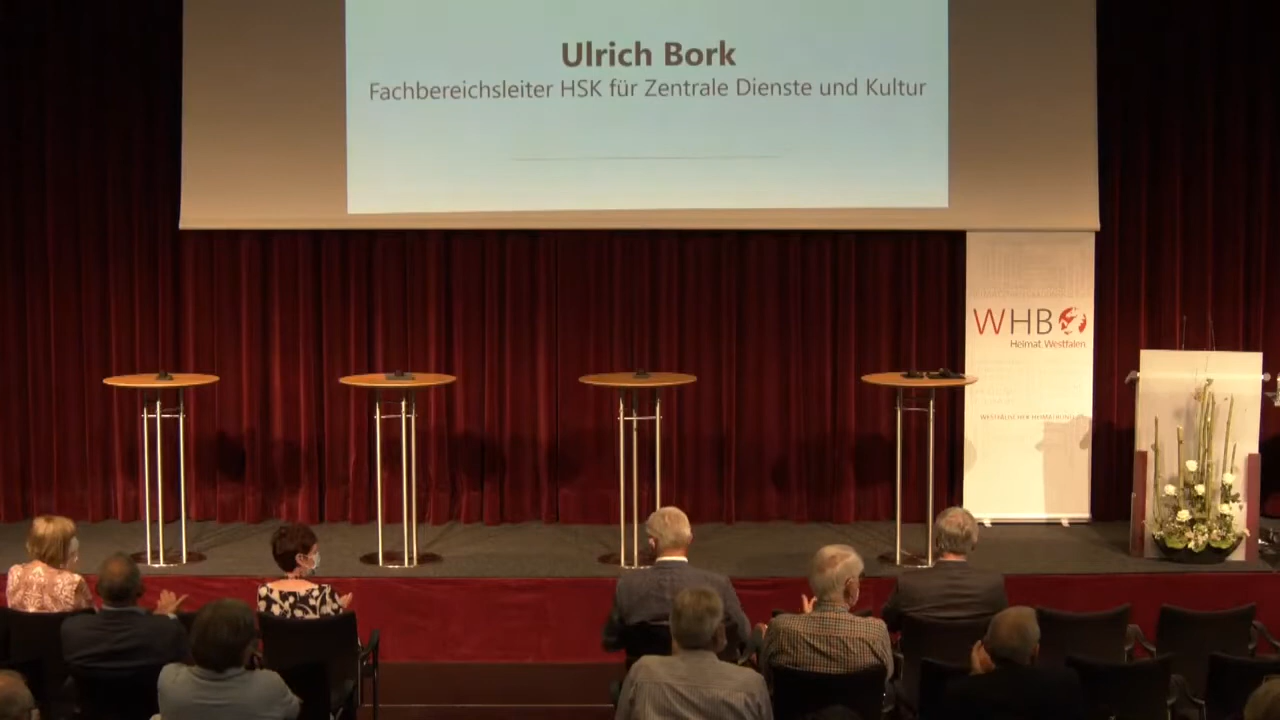 Ulrich Bork
Fachbereichsleiter HSK für Zentrale Dienste und Kultur
WHB
Heimat. Westfalen